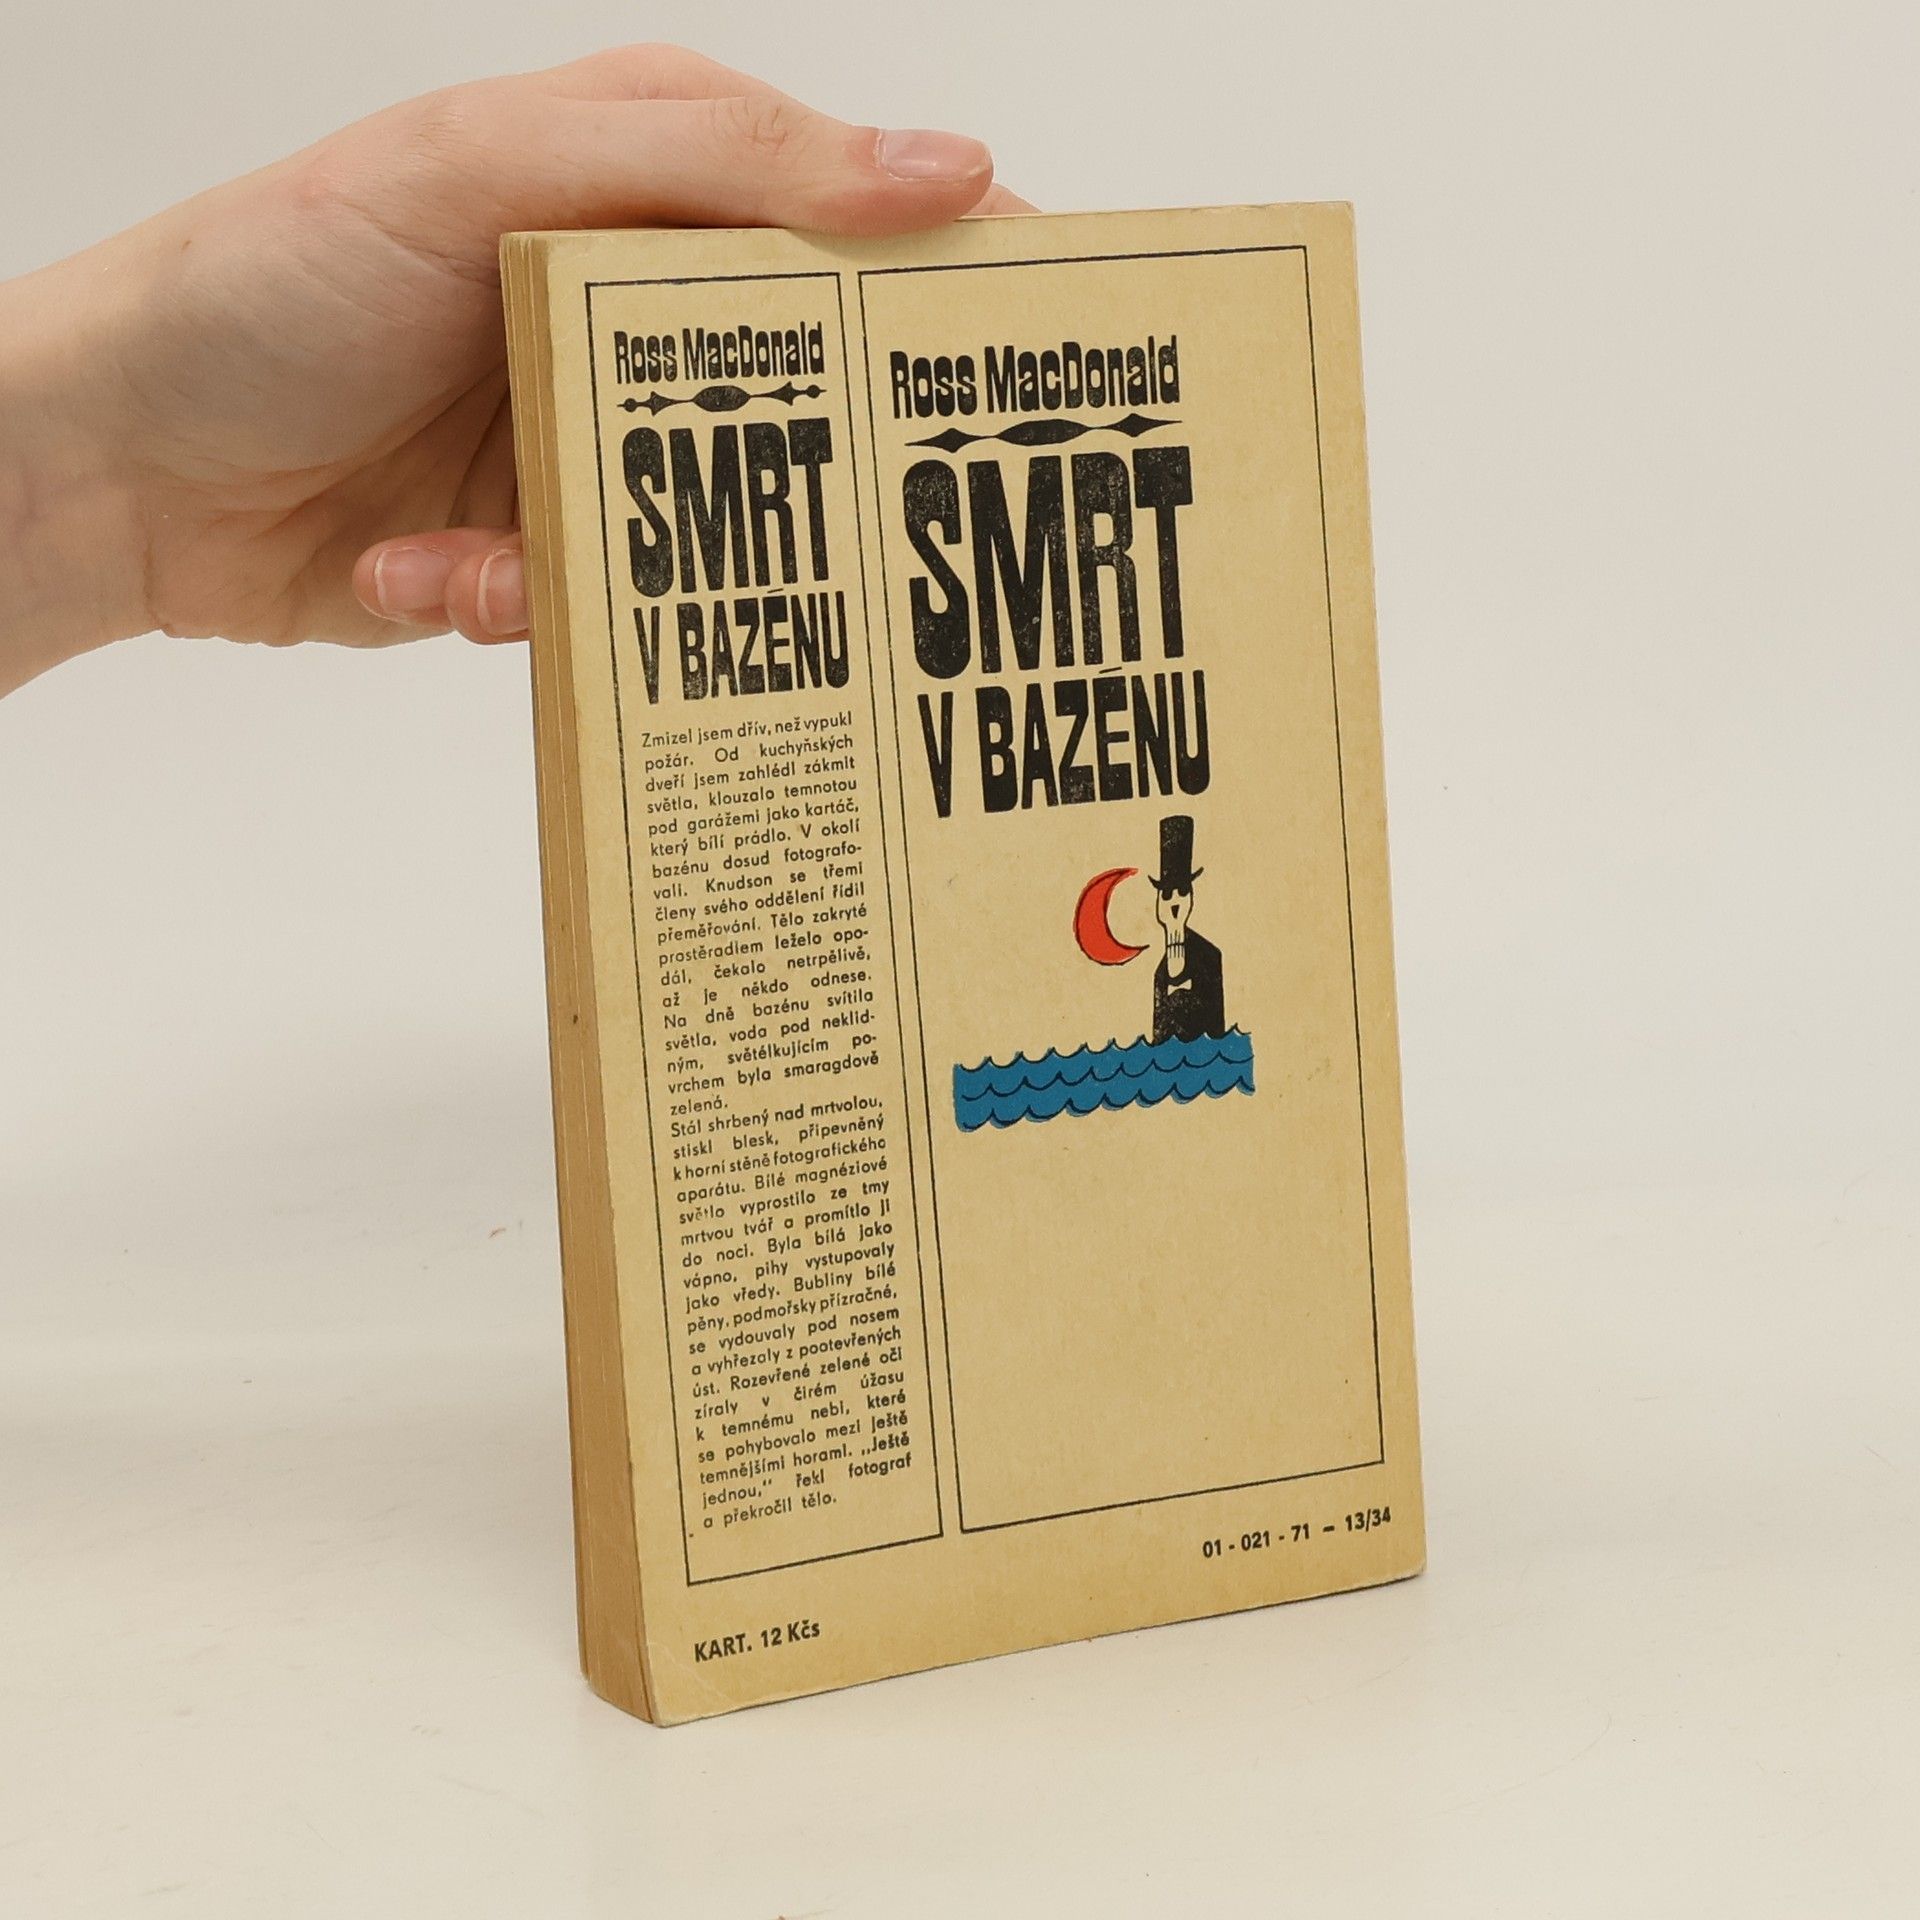 Ross MacDonald
SMRT
V BAZÉNU
Zmizel jsem dřív, než vypukl
požár. Od kuchyňských
dveří jsem zahlédl zákmit
světla, klouzalo temnotou
pod garážemi jako kartáč,
který bílí prádlo. V okolí
bazénu dosud fotografo-
vali. Knudson se třemi
členy svého oddělení řídil
přeměřování. Tělo zakryté
prostěradlem leželo opo-
dál, čekalo netrpělivě,
až je někdo odnese.
Na dně bazénu svítila
světla, voda pod neklid-
ným, světélkujícím po-
vrchem byla smaragdově
zelená.
Stál shrbený nad mrtvolou,
stiskl blesk, připevněný
k horní stěně fotografického
aparátu. Bílé magnéziové
světlo vyprostilo ze tmy
mrtvou tvář a promítlo ji
do noci. Byla bílá jako
vápno, pihy vystupovaly
jako vředy. Bubliny bílé
pěny, podmořsky přízračné,
se vydouvaly pod nosem
a vyhřezaly z pootevřených
úst. Rozevřené zelené oči
zíraly v čirém úžasu
k temnému nebi, které
se pohybovalo mezi ještě
temnějšími horami. „Ještě
jednou,“ řekl fotograf
a překročil tělo.
KART. 12 Kčs
Ross MacDonald
SMRT
V BAZÉNU
01 - 021 - 71 – 13/34